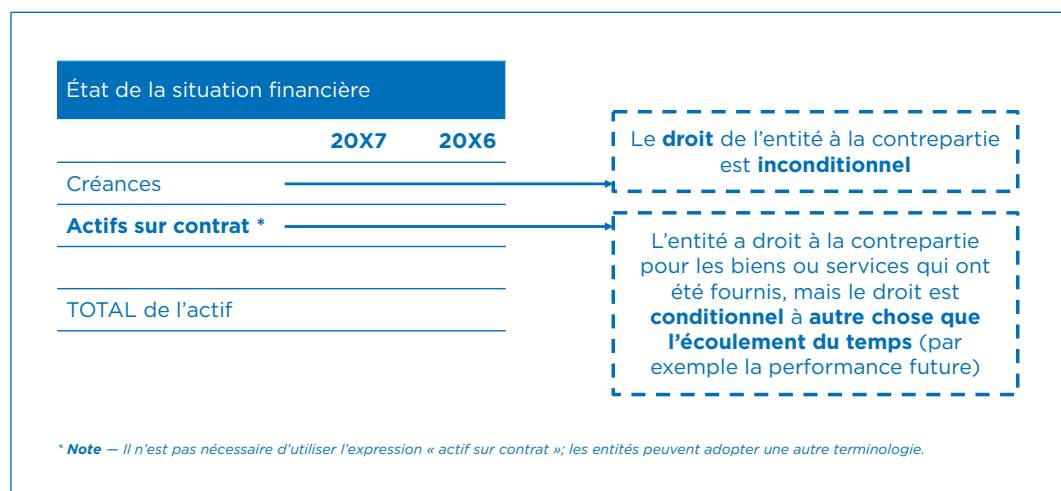 État de la situation financière
20X7 20X6
Créances
Actifs sur contrat *
TOTAL de l’actif
Le droit de l’entité à la contrepartie
est inconditionnel
L’entité a droit à la contrepartie
pour les biens ou services qui ont
été fournis, mais le droit est
conditionnel à autre chose que
l’écoulement du temps (par
exemple la performance future)
* Note — Il n’est pas nécessaire d’utiliser l’expression « actif sur contrat »; les entités peuvent adopter une autre terminologie.